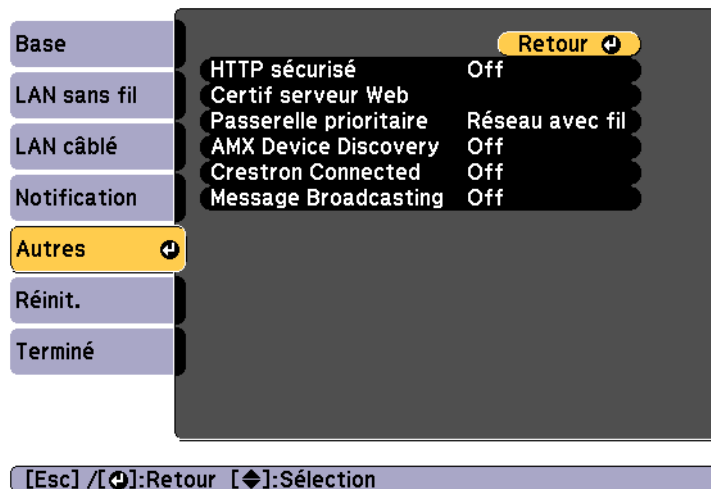 Base
LAN sans fil
LAN câblé
Notification
Autres
Réinit.
Terminé
Retour
HTTP sécurisé Off
Certif serveur Web
Passerelle prioritaire Réseau avec fil
AMX Device Discovery Off
Crestron Connected Off
Message Broadcasting Off
[Esc] /[⏎]:Retour [◆]:Sélection